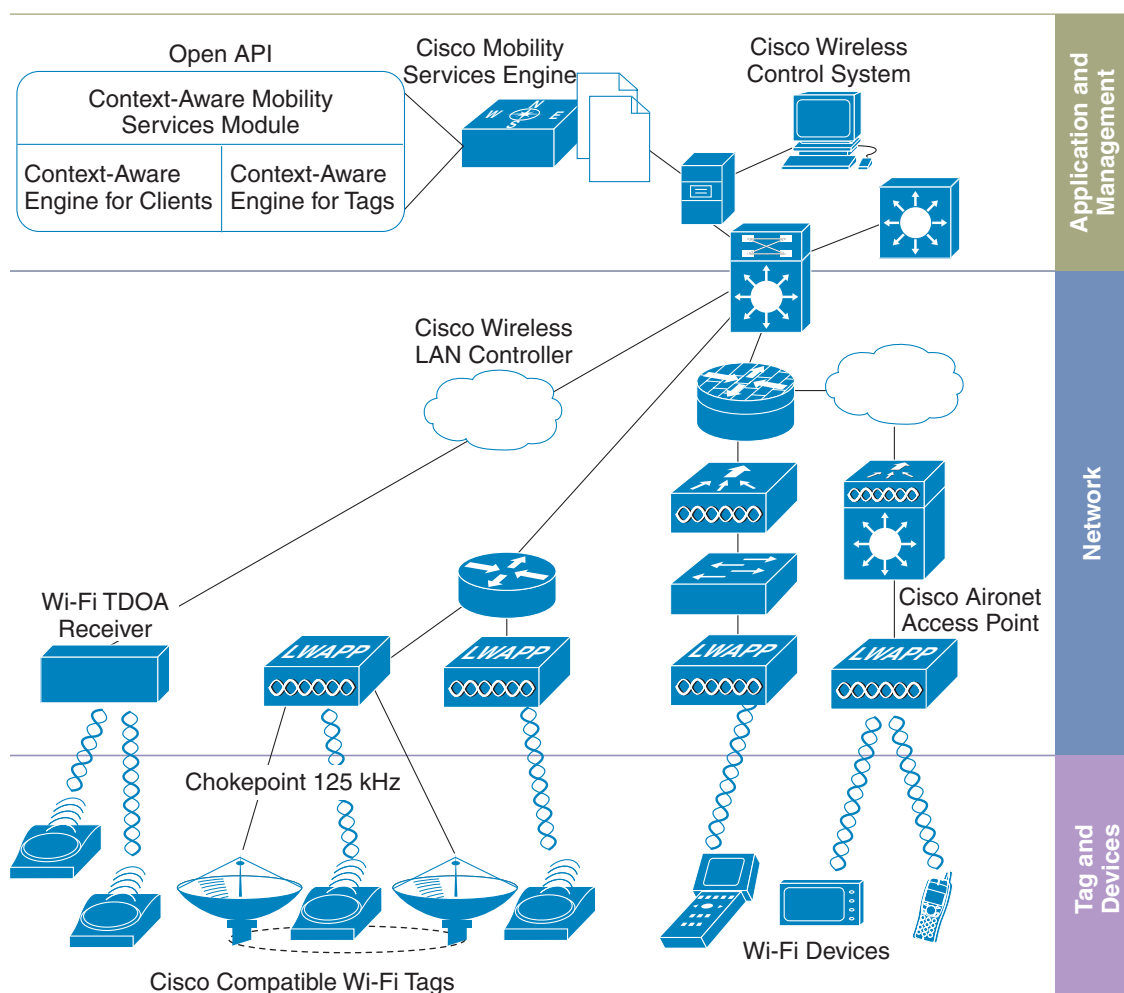 Open API
Context-Aware Mobility
Services Module
Context-Aware
Engine for Clients
Context-Aware
Engine for Tags
Cisco Mobility
Services Engine
N
W
E
S
Cisco Wireless
Control System
Application and
Management
Cisco Wireless
LAN Controller
Network
Wi-Fi TDOA
Receiver
LWAPP
LWAPP
LWAPP
Cisco Aironet
Access Point
LWAPP
Chokepoint 125 kHz
Tag and
Devices
Wi-Fi Devices
Cisco Compatible Wi-Fi Tags